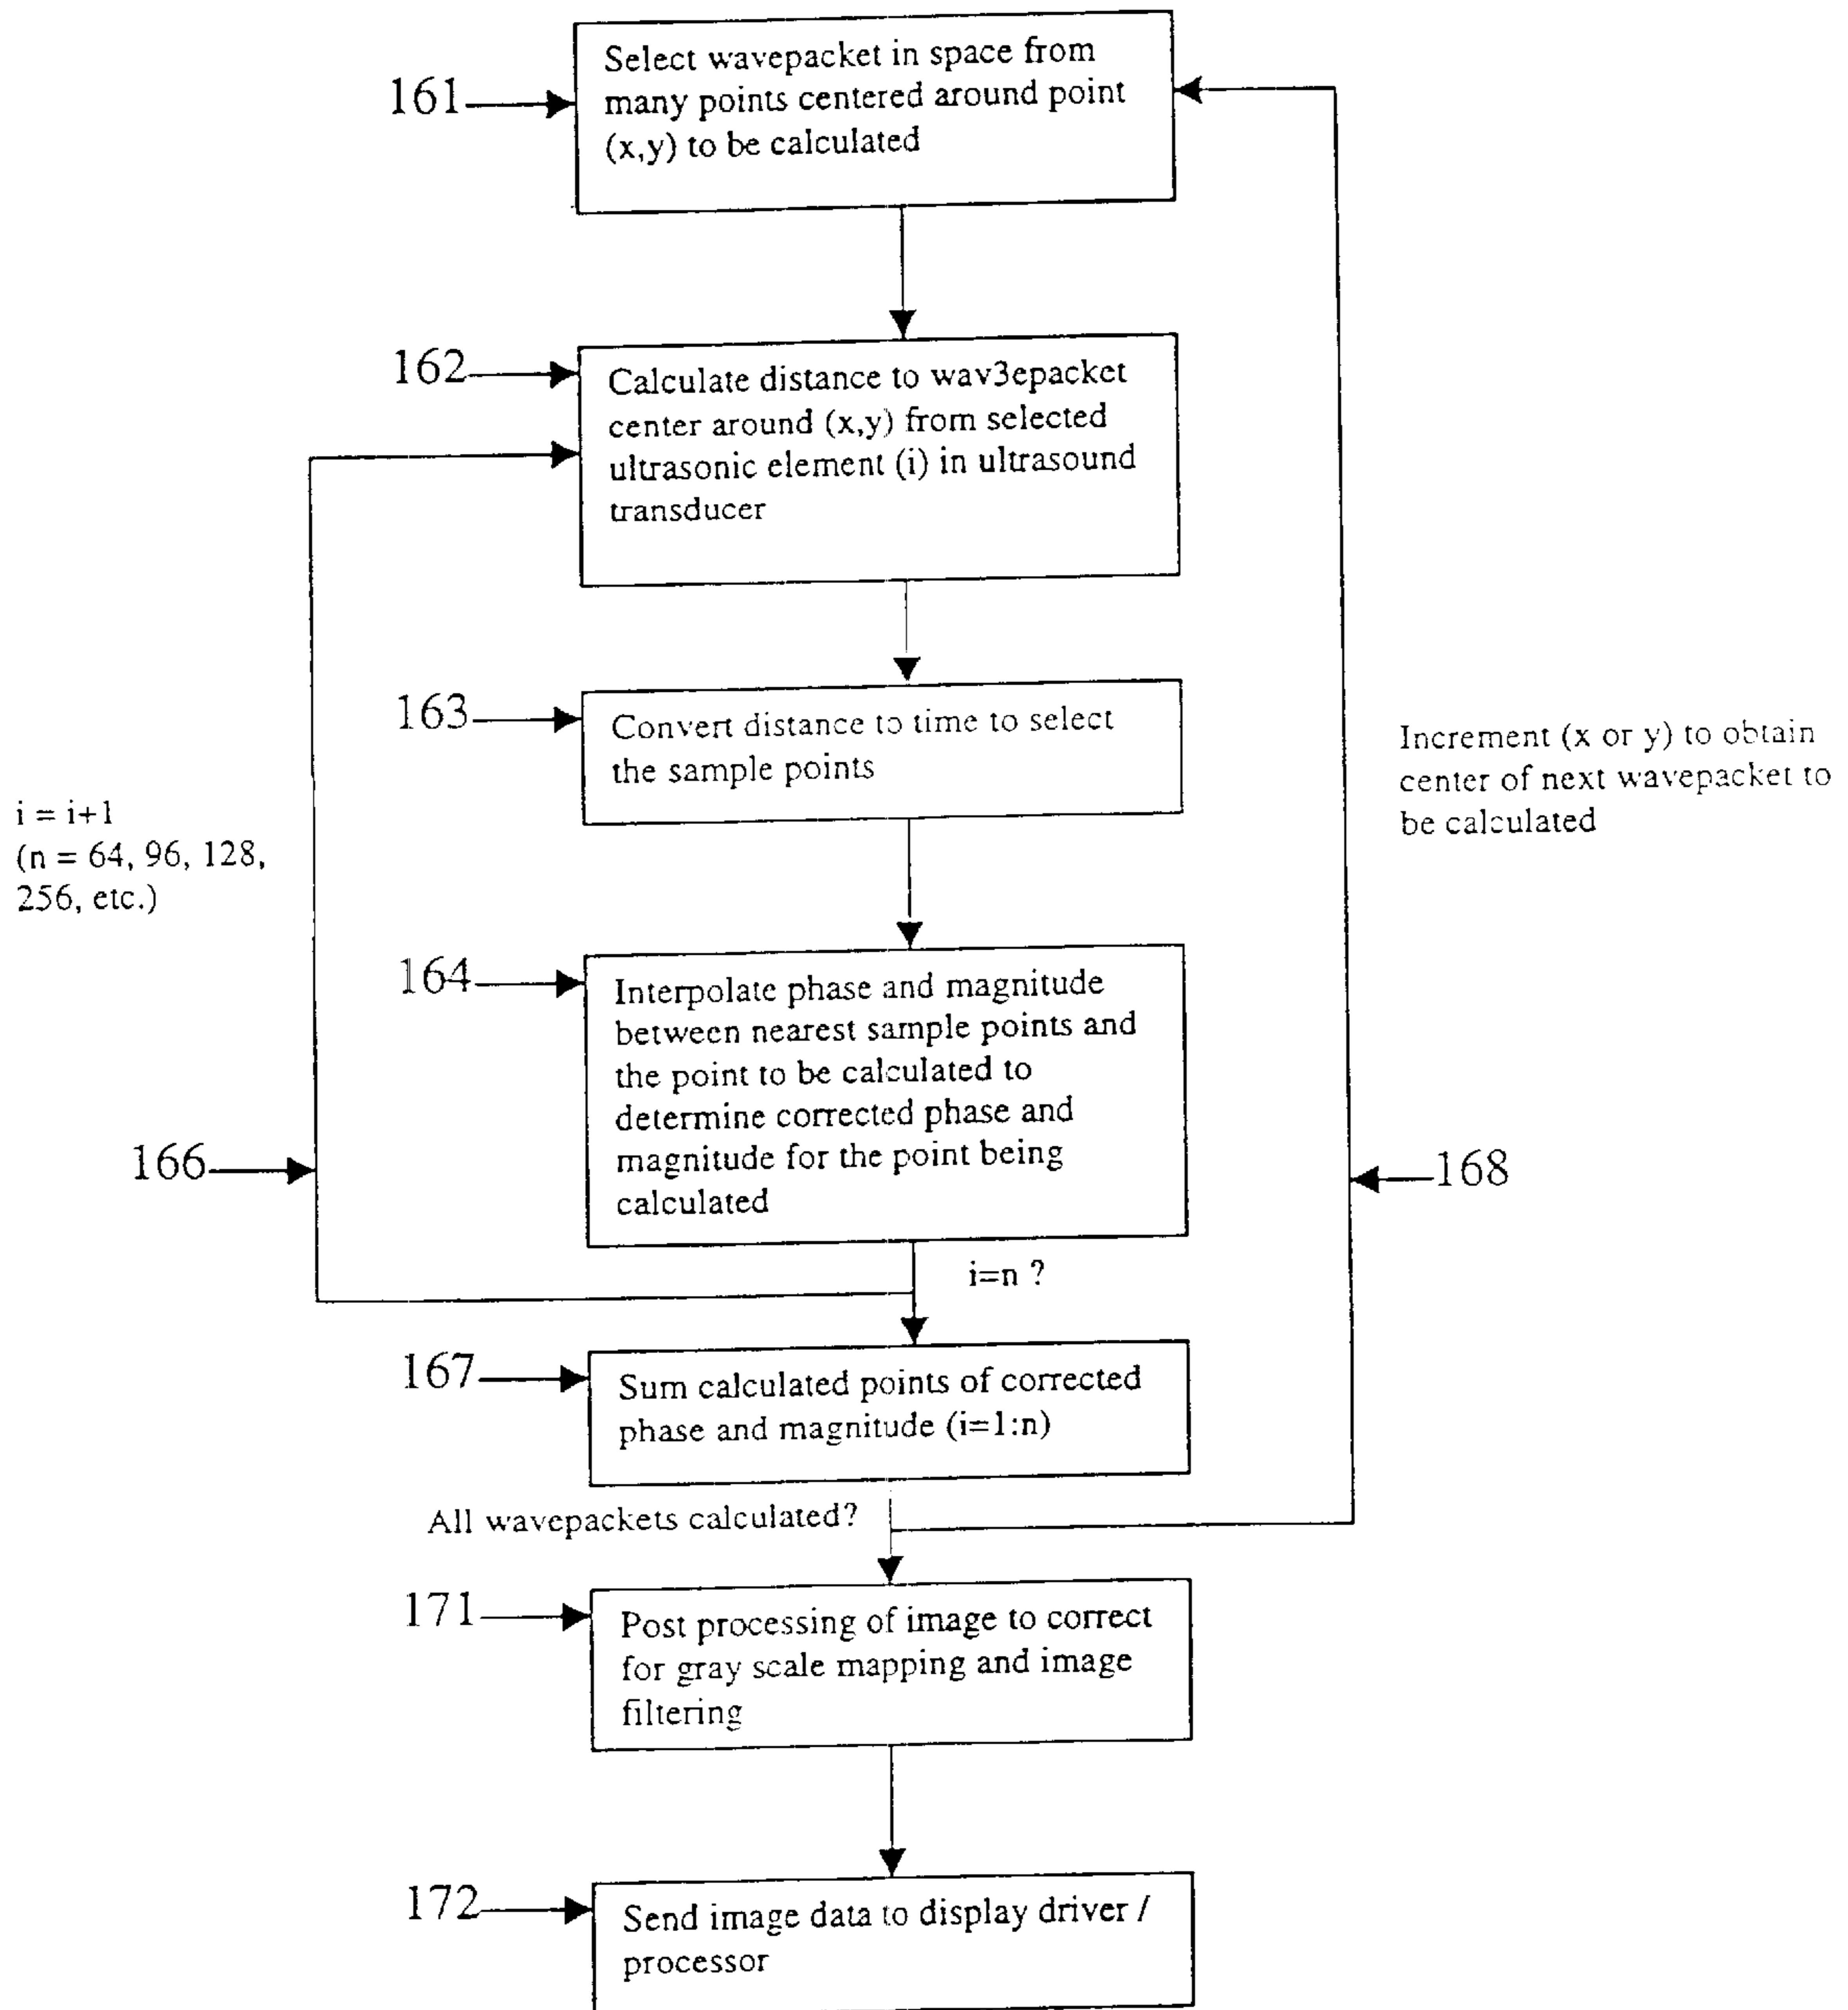 161
Select wavepacket in space from
many points centered around point
(x,y) to be calculated
162
Calculate distance to wav3epacket
center around (x,y) from selected
ultrasonic element (i) in ultrasound
transducer
163
Convert distance to time to select
the sample points
Increment (x or y) to obtain
center of next wavepacket to
be calculated
i = i+1
(n = 64, 96, 128,
256, etc.)
164
Interpolate phase and magnitude
between nearest sample points and
the point to be calculated to
determine corrected phase and
magnitude for the point being
calculated
166
168
i=n ?
167
Sum calculated points of corrected
phase and magnitude (i=1:n)
All wavepackets calculated?
171
Post processing of image to correct
for gray scale mapping and image
filtering
172
Send image data to display driver /
processor